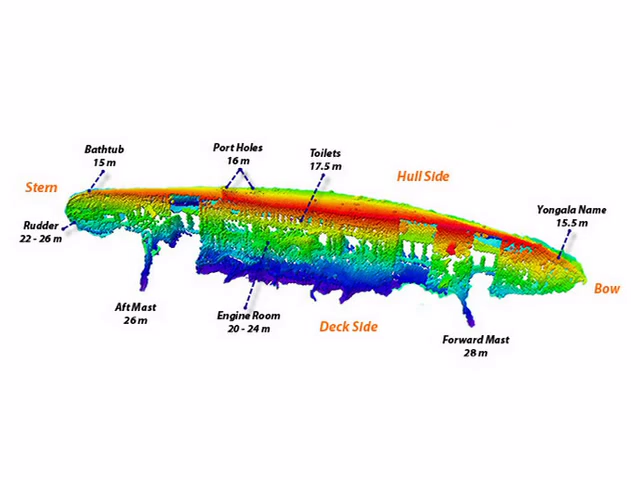 Bathtub
15 m
Port Holes
16 m
Toilets
17.5 m
Hull Side
Stern
Yongala Name
15.5 m
Rudder
22 - 26 m
Bow
Aft Mast
26 m
Engine Room
20 - 24 m
Deck Side
Forward Mast
28 m